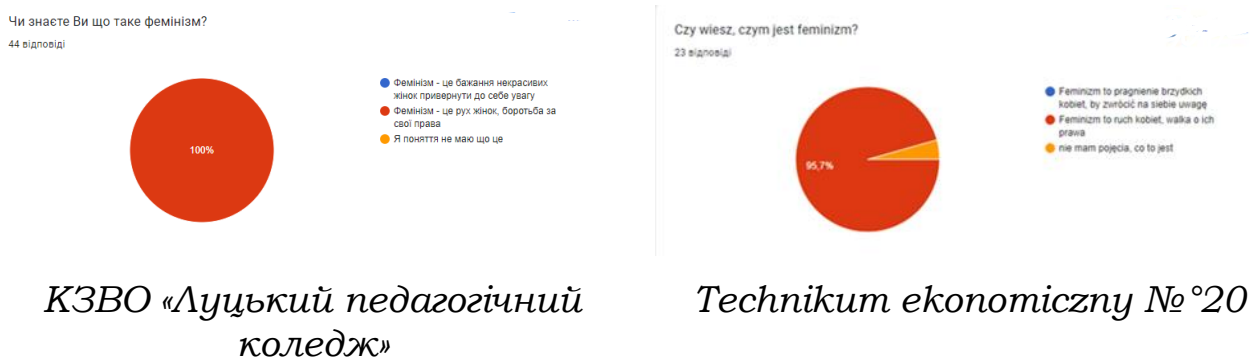 Чи знаєте Ви що таке фемінізм?
44 відповіді
100%
Фемінізм - це бажання некрасивих
жінок привернути до себе увагу
Фемінізм - це рух жінок, боротьба за
свої права
Я поняття не маю що це
КЗВО «Луцький педагогічний
коледж»
Czy wiesz, czym jest feminizm?
23 відповіді
95,7%
Feminizm to pragnienie brzydkich
kobiet, by zwrócić na siebie uwagę
Feminizm to ruch kobiet, walka o ich
prawa
nie mam pojęcia, co to jest
Technikum ekonomiczny №°20